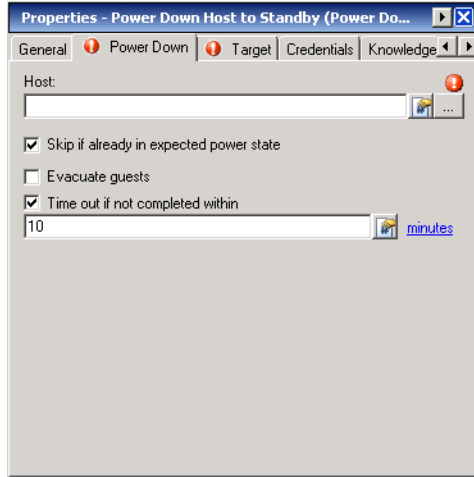 Properties - Power Down Host to Standby (Power Do...
General Power Down Target Credentials Knowledge
Host:
...
Skip if already in expected power state
Evacuate guests
Time out if not completed within
10 minutes